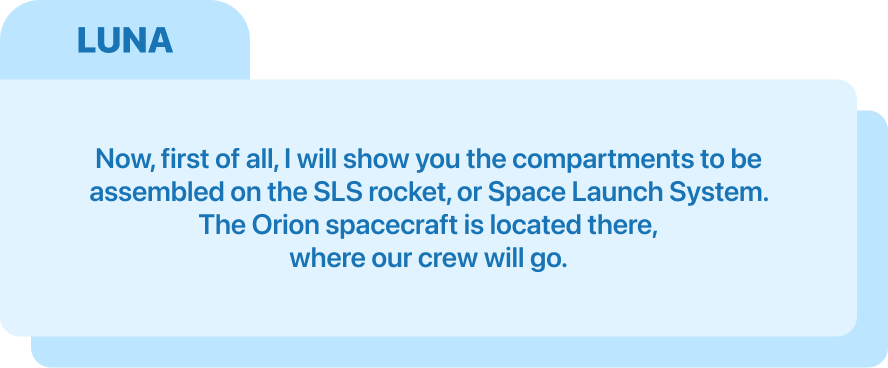 LUNA
Now, first of all, I will show you the compartments to be
assembled on the SLS rocket, or Space Launch System.
The Orion spacecraft is located there,
where our crew will go.